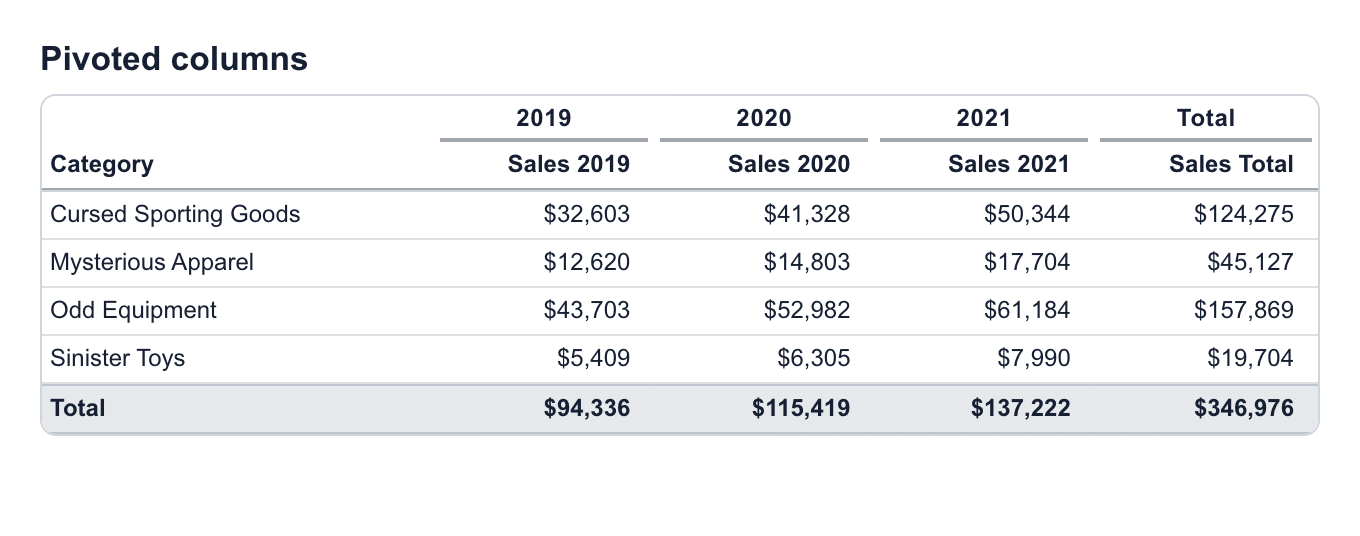 Pivoted columns
2019 2020 2021 Total
Category Sales 2019 Sales 2020 Sales 2021 Sales Total
Cursed Sporting Goods $32,603 $41,328 $50,344 $124,275
Mysterious Apparel $12,620 $14,803 $17,704 $45,127
Odd Equipment $43,703 $52,982 $61,184 $157,869
Sinister Toys $5,409 $6,305 $7,990 $19,704
Total $94,336 $115,419 $137,222 $346,976